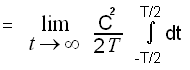 = lim t→∞ C²/2T ∫_{-T/2}^{T/2} dt